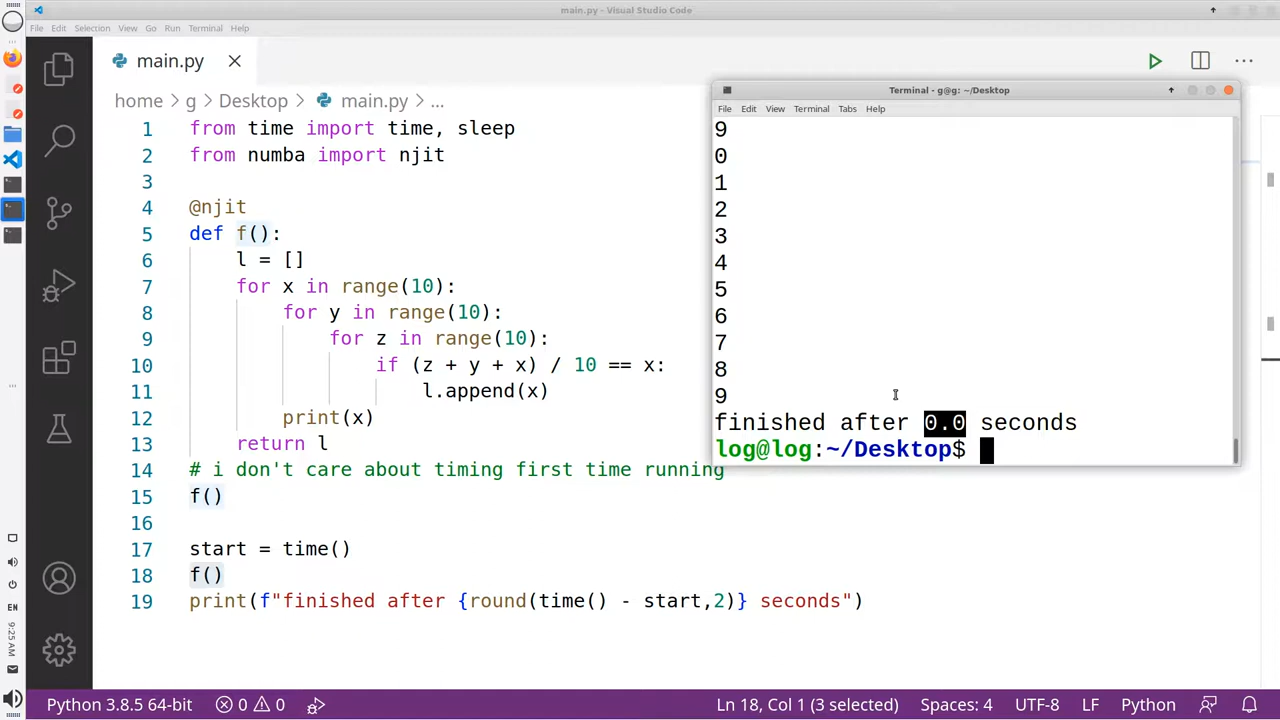 main.py - Visual Studio Code
File Edit Selection View Go Run Terminal Help
main.py
home > g > Desktop > main.py > ...
1 from time import time, sleep
2 from numba import njit
3
4 @njit
5 def f():
6 l = []
7 for x in range(10):
8 for y in range(10):
9 for z in range(10):
10 if (z + y + x) / 10 == x:
11 l.append(x)
12 print(x)
13 return l
14 # i don't care about timing first time running
15 f()
16
17 start = time()
18 f()
19 print(f"finished after {round(time() - start,2)} seconds")
Terminal - g@g: ~/Desktop
File Edit View Terminal Tabs Help
9
0
1
2
3
4
5
6
7
8
9
finished after 0.0 seconds
log@log:~/Desktop$
EN
9:25 AM
Python 3.8.5 64-bit 0 0 Ln 18, Col 1 (3 selected) Spaces: 4 UTF-8 LF Python